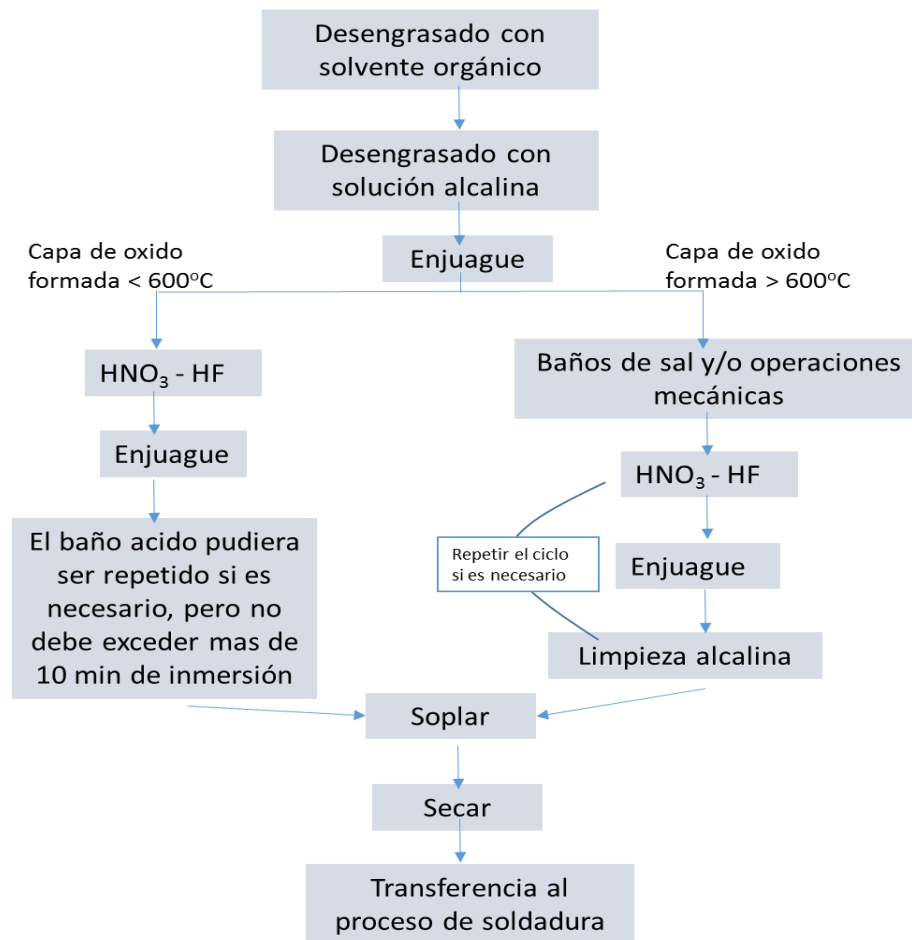 Desengrasado con
solvente orgánico
Desengrasado con
solución alcalina
Enjuague
Capa de oxido
formada < 600°C
Capa de oxido
formada > 600°C
HNO₃ - HF
Enjuague
El baño acido pudiera
ser repetido si es
necesario, pero no
debe exceder mas de
10 min de inmersión
Baños de sal y/o operaciones
mecánicas
HNO₃ - HF
Repetir el ciclo
si es necesario
Enjuague
Limpieza alcalina
Soplar
Secar
Transferencia al
proceso de soldadura